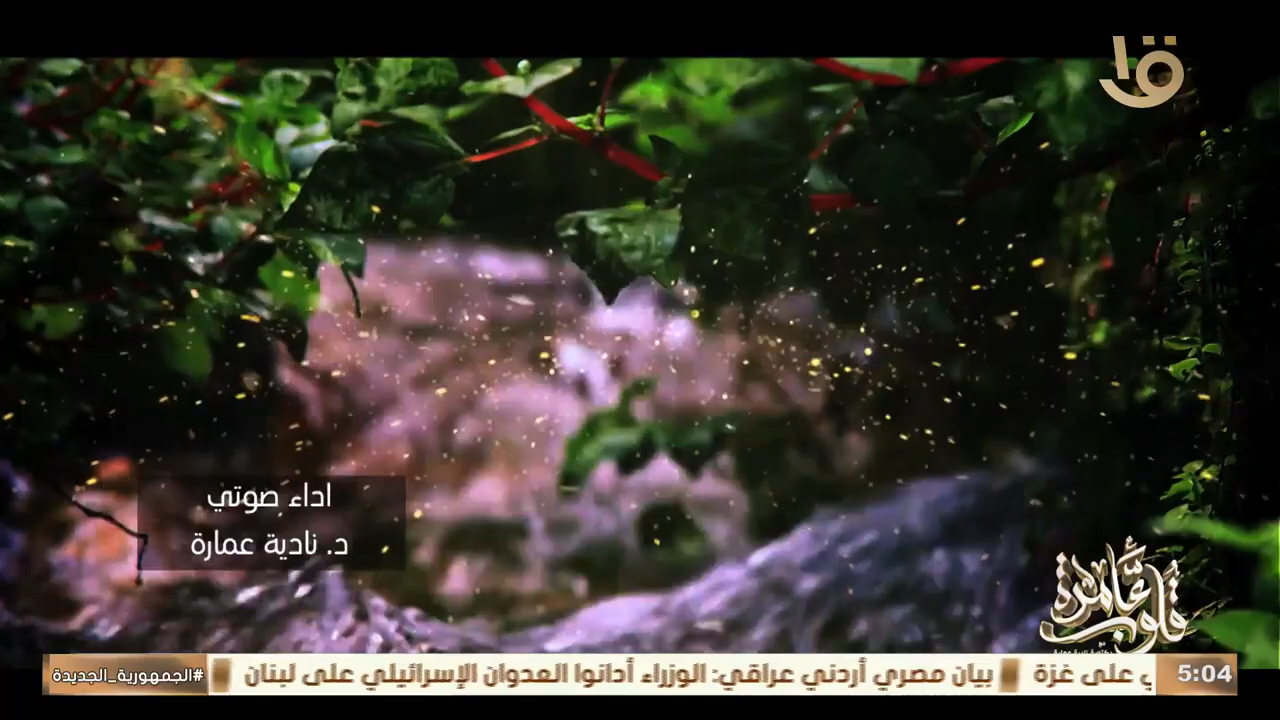 اداء صوتي
د. نادية عمارة
قلوب عامرة
5:04
ي على غزة
بيان مصري أردني عراقي: الوزراء أدانوا العدوان الإسرائيلي على لبنان
#الجمهورية_الجديدة